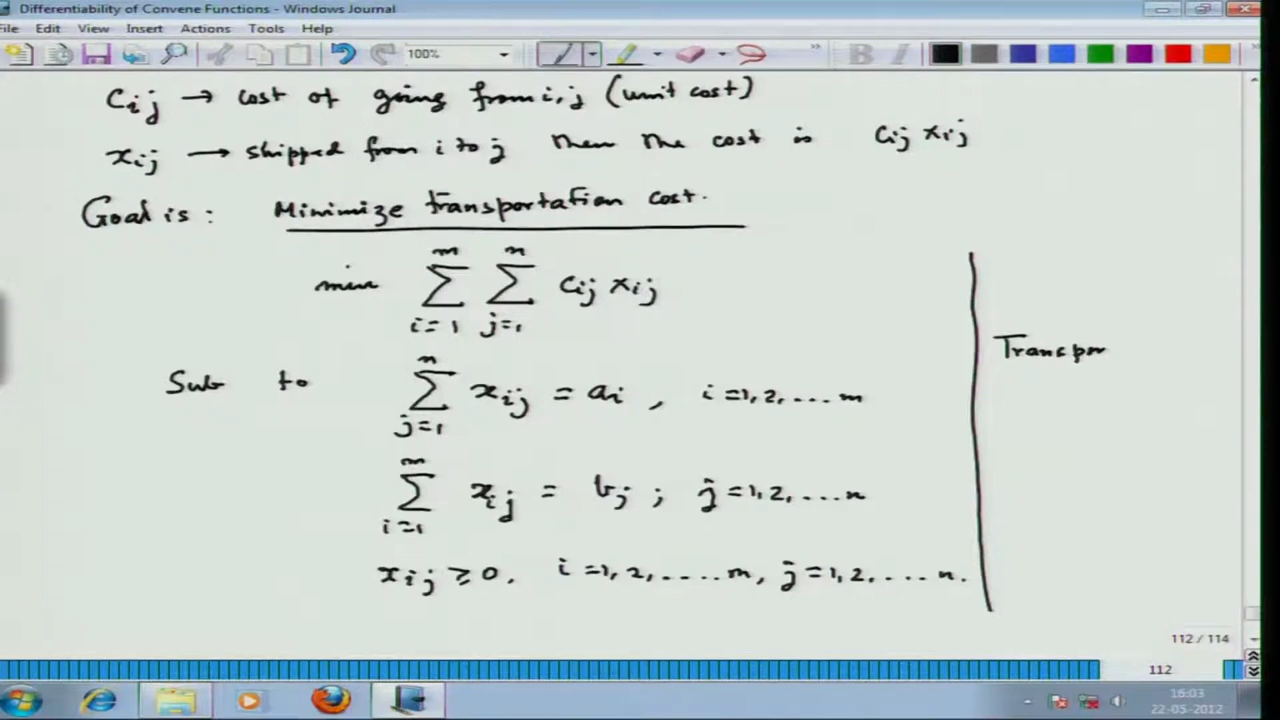 Differentiability of Convene Functions - Windows Journal
File Edit View Insert Actions Tools Help
100%
Cij → cost of going from i, j (unit cost)
xij → shipped from i to j then the cost is cij xij
Goal is : Minimize transportation cost.
min ∑_{i=1}^{m} ∑_{j=1}^{n} cij xij
Sub to ∑_{j=1}^{n} xij = ai , i=1,2,...m
Transpor
∑_{i=1}^{m} xij = bj ; j=1,2,...n
xij ≥ 0, i=1,2,....m, j=1,2,....n.
112 / 114
112
16:03
22-05-2012